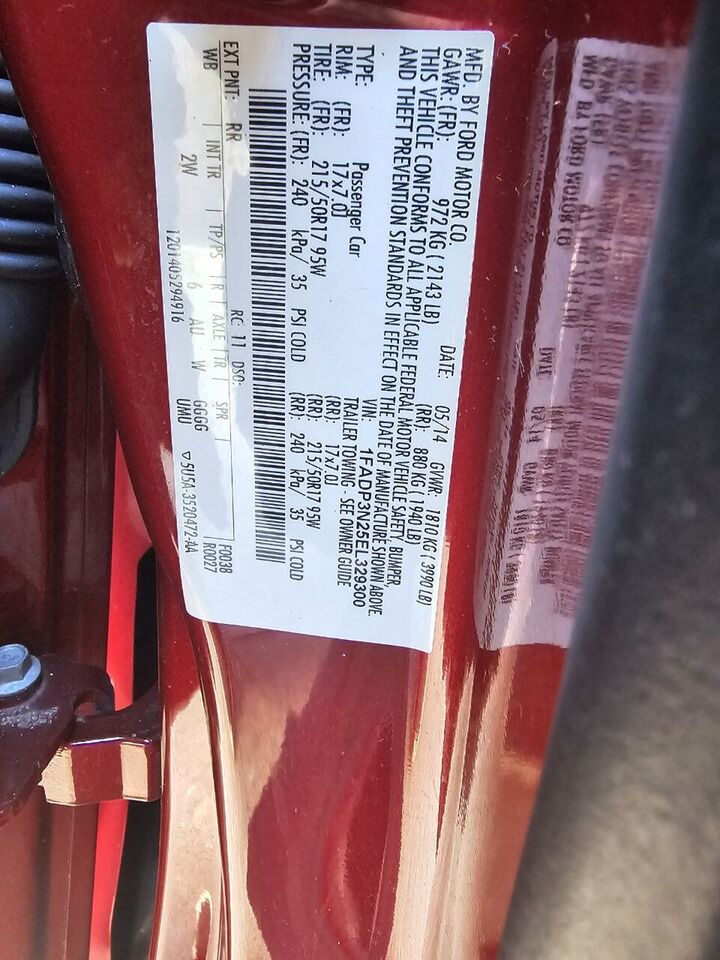 MFD. BY FORD MOTOR CO.
DATE: 05/14 GVWR: 1810 KG ( 3990 LB)
GAWR: (FR): 972 KG ( 2143 LB) (RR): 880 KG ( 1940 LB)
THIS VEHICLE CONFORMS TO ALL APPLICABLE FEDERAL MOTOR VEHICLE SAFETY, BUMPER,
AND THEFT PREVENTION STANDARDS IN EFFECT ON THE DATE OF MANUFACTURE SHOWN ABOVE.
VIN: 1FADP3N25EL329300
TYPE: Passenger Car TRAILER TOWING - SEE OWNER GUIDE
RIM: (FR): 17x7.0J (RR): 17x7.0J
TIRE: (FR): 215/50R17 95W (RR): 215/50R17 95W
PRESSURE: (FR): 240 kPa/ 35 PSI COLD (RR): 240 kPa/ 35 PSI COLD
F0038
R0027
EXT PNT: RR RC: 11 DSO:
WB | INT TR | TP/PS | R | AXLE | TR | SPR |
2W 6 AU W GGGG
UMU
1201405294916 5U5A-3520472-AA